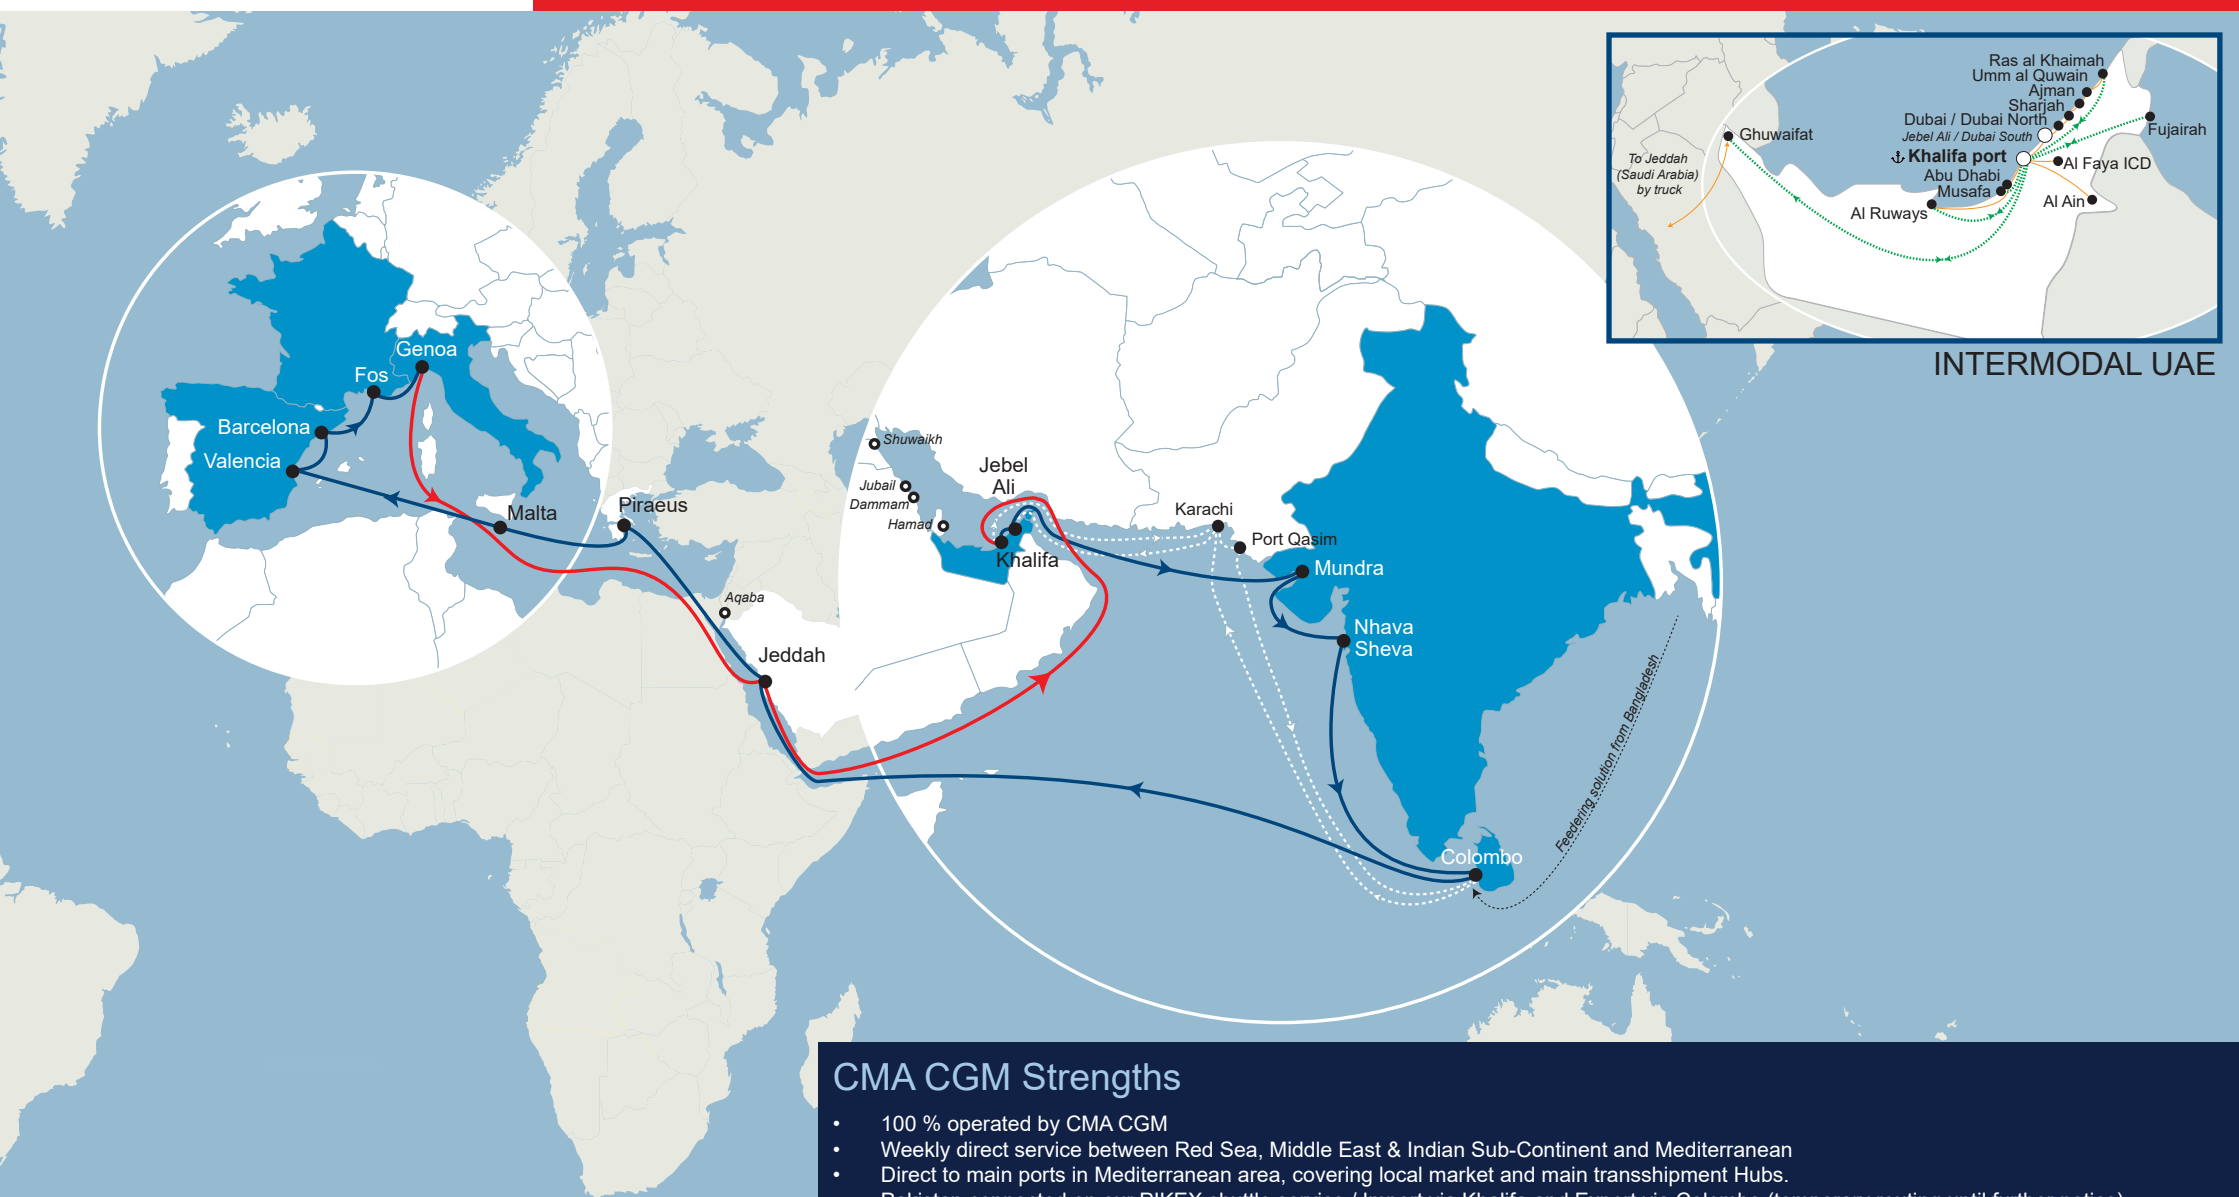 Ras al Khaimah
Umm al Quwain
Ajman
Sharjah
Dubai / Dubai North
Jebel Ali / Dubai South
Fujairah
Khalifa port
Al Faya ICD
Abu Dhabi
Musafa
Al Ain
Al Ruways
Ghuwaifat
To Jeddah
(Saudi Arabia)
by truck
INTERMODAL UAE
Genoa
Fos
Barcelona
Valencia
Malta
Piraeus
Shuwaikh
Jubail
Dammam
Hamad
Jebel
Ali
Khalifa
Karachi
Port Qasim
Mundra
Aqaba
Jeddah
Nhava
Sheva
Colombo
Feedering solution from Bangladesh
CMA CGM Strengths
• 100 % operated by CMA CGM
• Weekly direct service between Red Sea, Middle East & Indian Sub-Continent and Mediterranean
• Direct to main ports in Mediterranean area, covering local market and main transshipment Hubs.